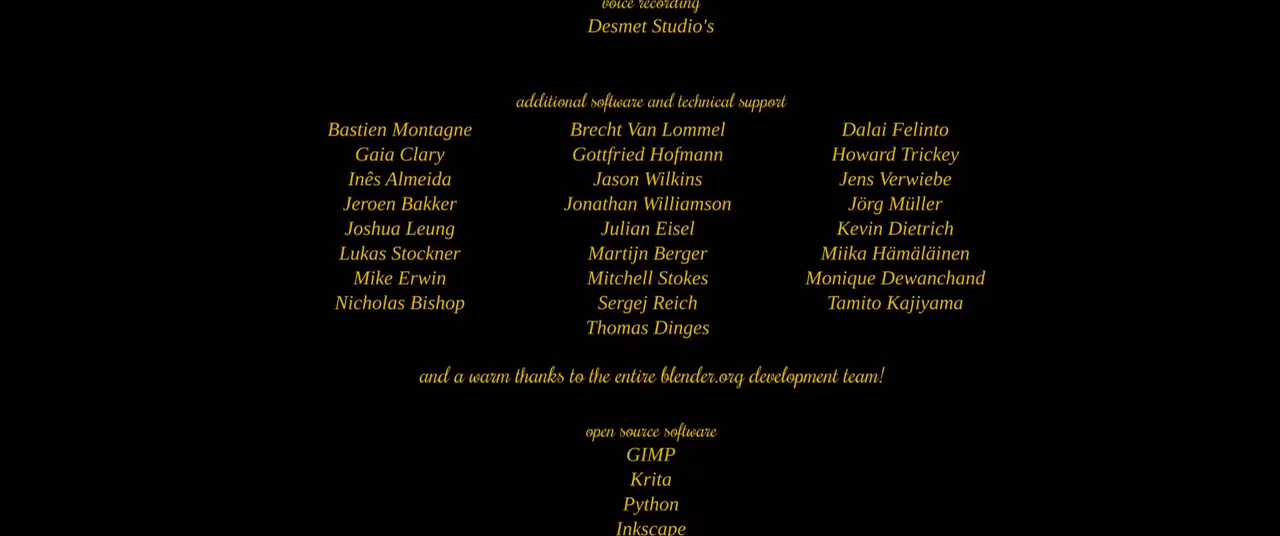 voice recording
Desmet Studio's
additional software and technical support
Bastien Montagne Brecht Van Lommel Dalai Felinto
Gaia Clary Gottfried Hofmann Howard Trickey
Inês Almeida Jason Wilkins Jens Verwiebe
Jeroen Bakker Jonathan Williamson Jörg Müller
Joshua Leung Julian Eisel Kevin Dietrich
Lukas Stockner Martijn Berger Miika Hämäläinen
Mike Erwin Mitchell Stokes Monique Dewanchand
Nicholas Bishop Sergej Reich Tamito Kajiyama
Thomas Dinges
and a warm thanks to the entire blender.org development team!
open source software
GIMP
Krita
Python
Inkscape